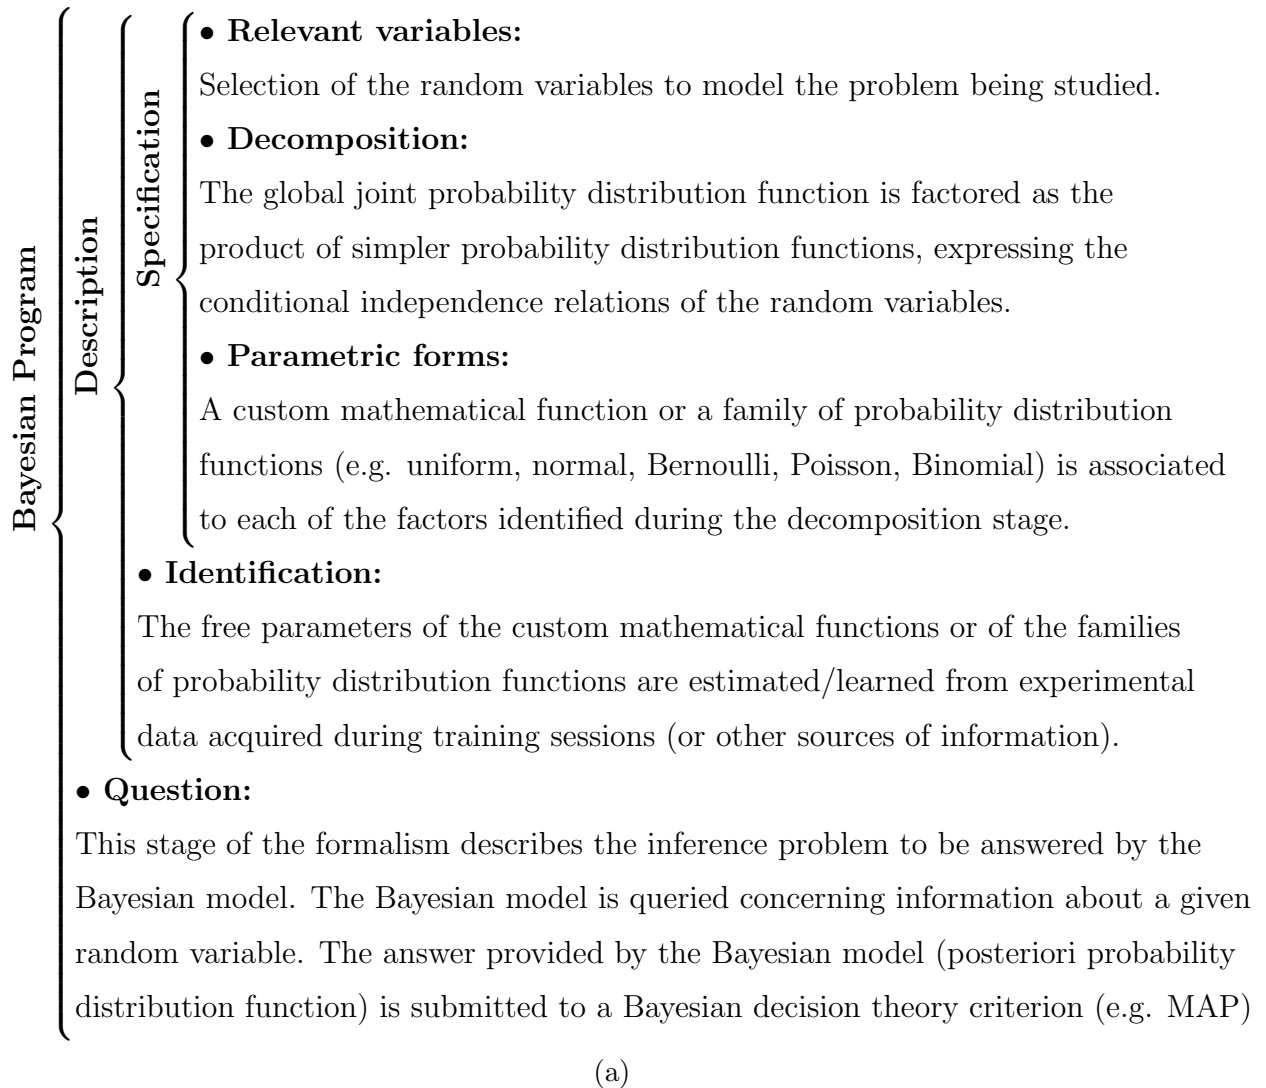 Bayesian Program
Description
Specification
• Relevant variables:
Selection of the random variables to model the problem being studied.
• Decomposition:
The global joint probability distribution function is factored as the
product of simpler probability distribution functions, expressing the
conditional independence relations of the random variables.
• Parametric forms:
A custom mathematical function or a family of probability distribution
functions (e.g. uniform, normal, Bernoulli, Poisson, Binomial) is associated
to each of the factors identified during the decomposition stage.
• Identification:
The free parameters of the custom mathematical functions or of the families
of probability distribution functions are estimated/learned from experimental
data acquired during training sessions (or other sources of information).
• Question:
This stage of the formalism describes the inference problem to be answered by the
Bayesian model. The Bayesian model is queried concerning information about a given
random variable. The answer provided by the Bayesian model (posteriori probability
distribution function) is submitted to a Bayesian decision theory criterion (e.g. MAP)
(a)